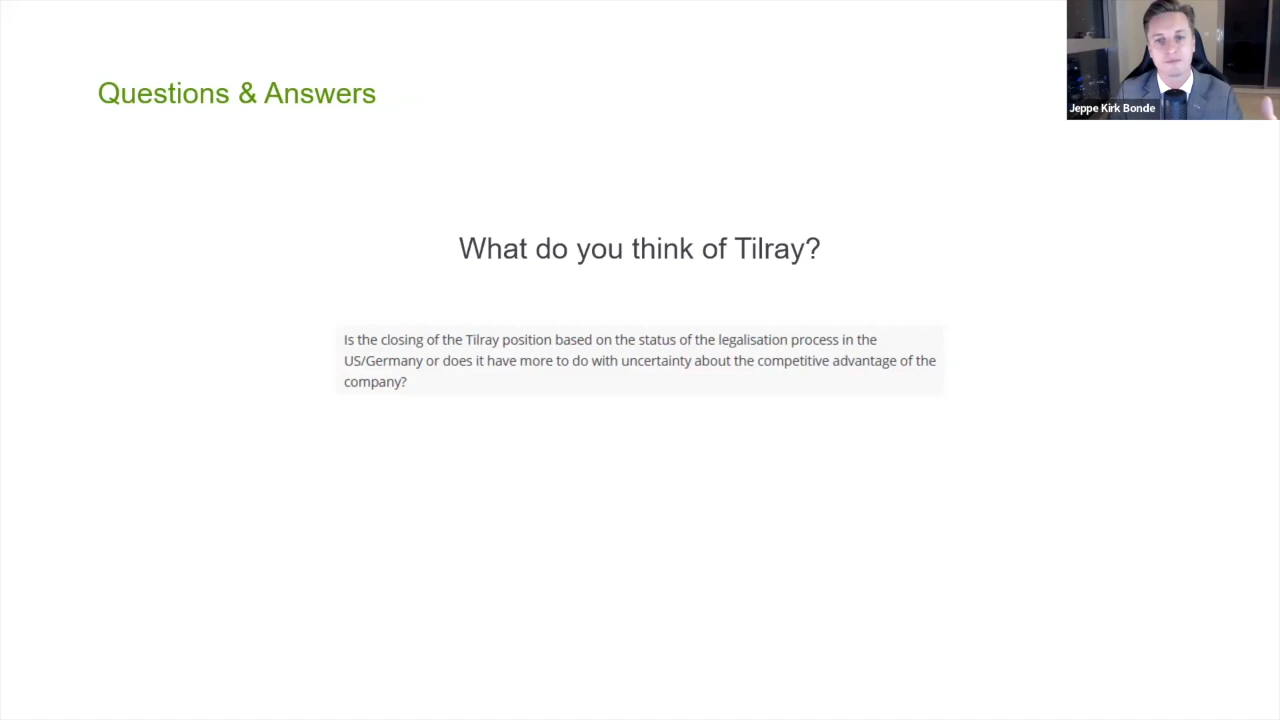 Questions & Answers
Jeppe Kirk Bonde
What do you think of Tilray?
Is the closing of the Tilray position based on the status of the legalisation process in the
US/Germany or does it have more to do with uncertainty about the competitive advantage of the
company?